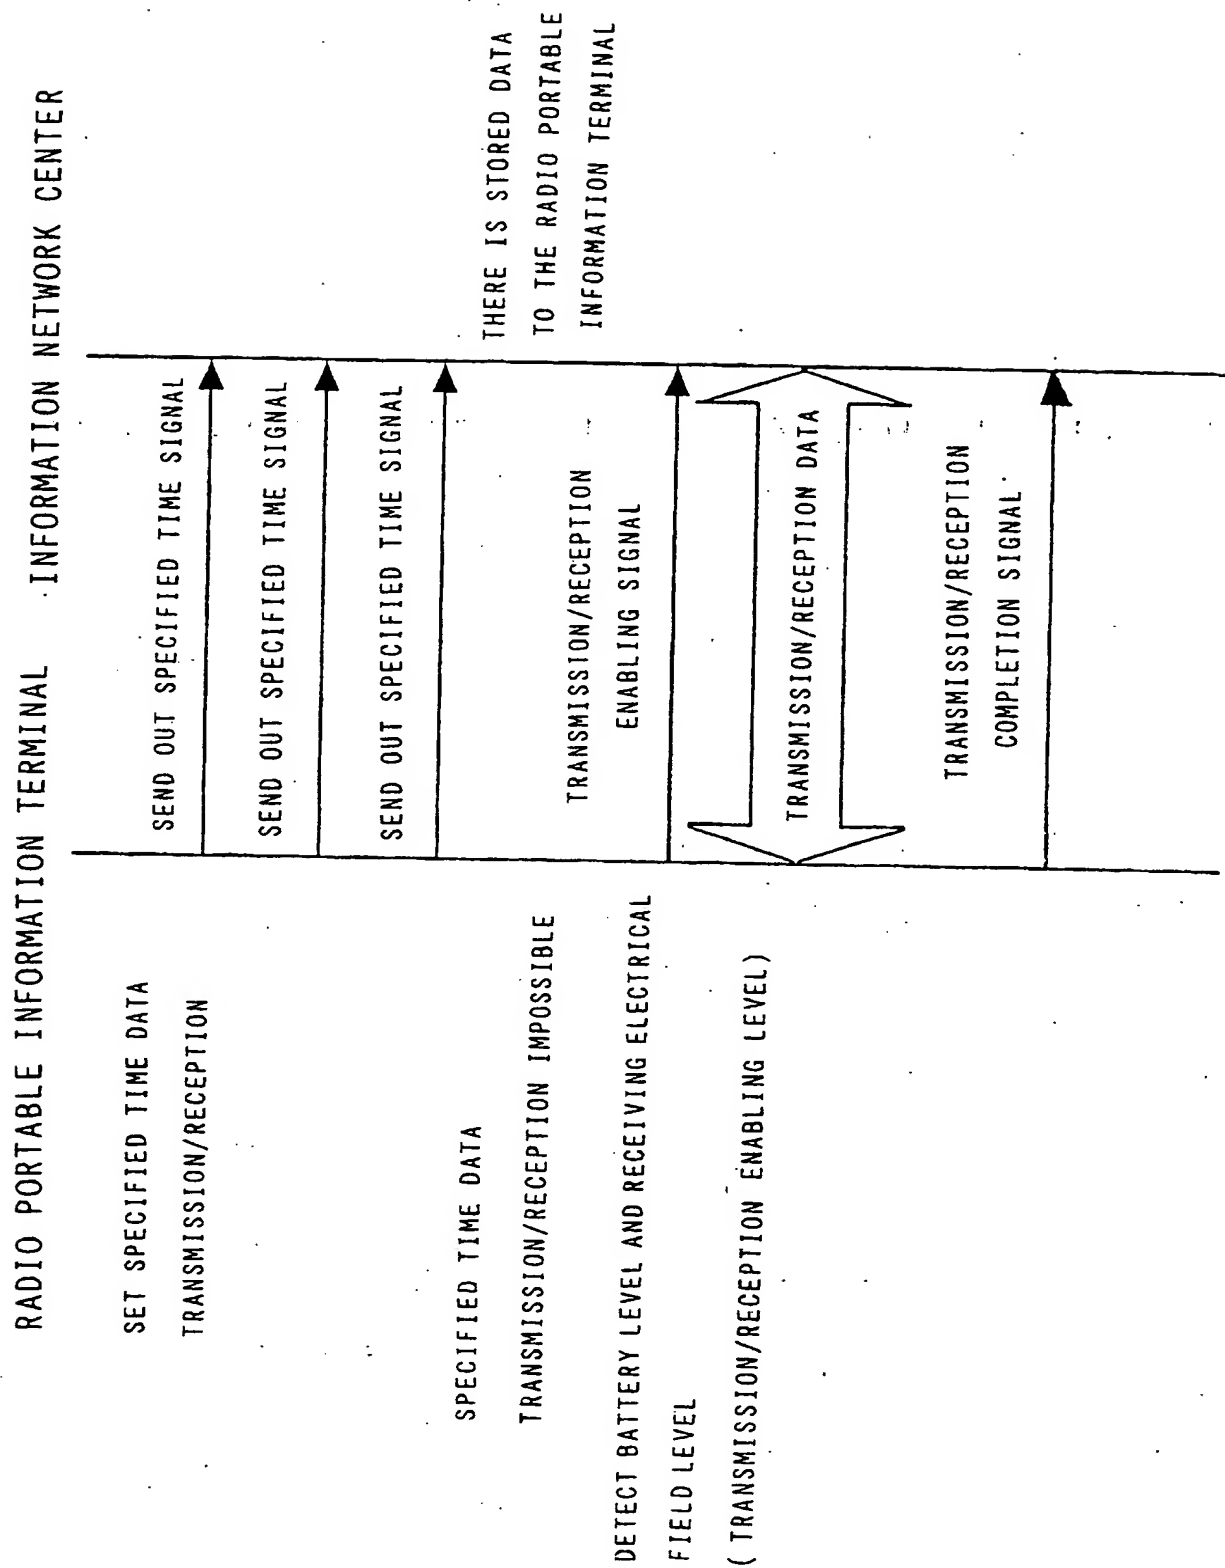 RADIO PORTABLE INFORMATION TERMINAL
INFORMATION NETWORK CENTER
SET SPECIFIED TIME DATA
TRANSMISSION/RECEPTION
SEND OUT SPECIFIED TIME SIGNAL
SEND OUT SPECIFIED TIME SIGNAL
SEND OUT SPECIFIED TIME SIGNAL
SPECIFIED TIME DATA
TRANSMISSION/RECEPTION IMPOSSIBLE
THERE IS STORED DATA
TO THE RADIO PORTABLE
INFORMATION TERMINAL
DETECT BATTERY LEVEL AND RECEIVING ELECTRICAL
FIELD LEVEL
(TRANSMISSION/RECEPTION ENABLING LEVEL)
TRANSMISSION/RECEPTION
ENABLING SIGNAL
TRANSMISSION/RECEPTION DATA
TRANSMISSION/RECEPTION
COMPLETION SIGNAL